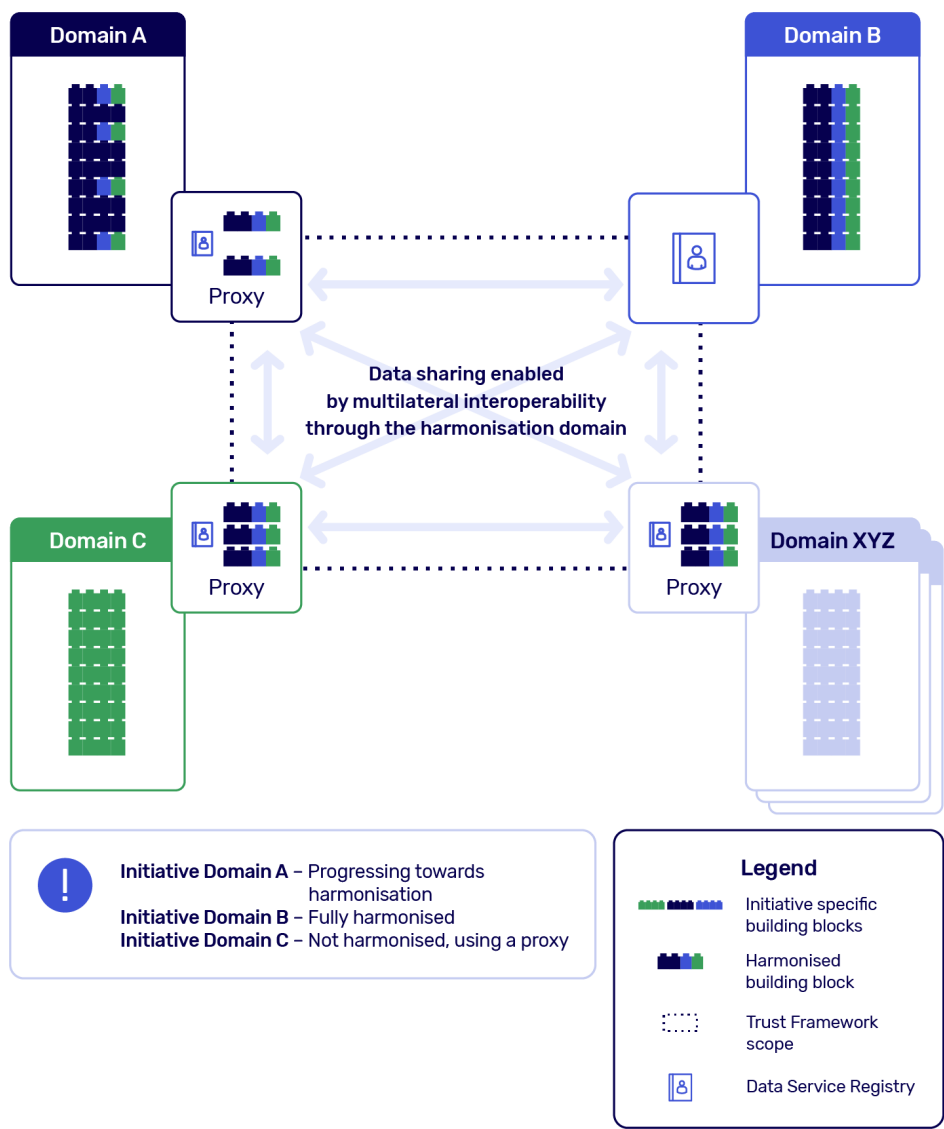 Domain A
Domain B
Proxy
Data sharing enabled
by multilateral interoperability
through the harmonisation domain
Domain C
Proxy
Proxy
Domain XYZ
Initiative Domain A – Progressing towards
harmonisation
Initiative Domain B – Fully harmonised
Initiative Domain C – Not harmonised, using a proxy
Legend
Initiative specific
building blocks
Harmonised
building block
Trust Framework
scope
Data Service Registry